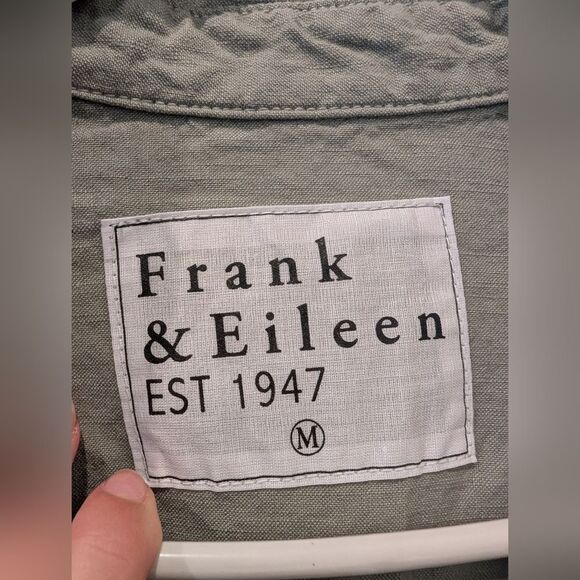 Frank
& Eileen
EST 1947
M